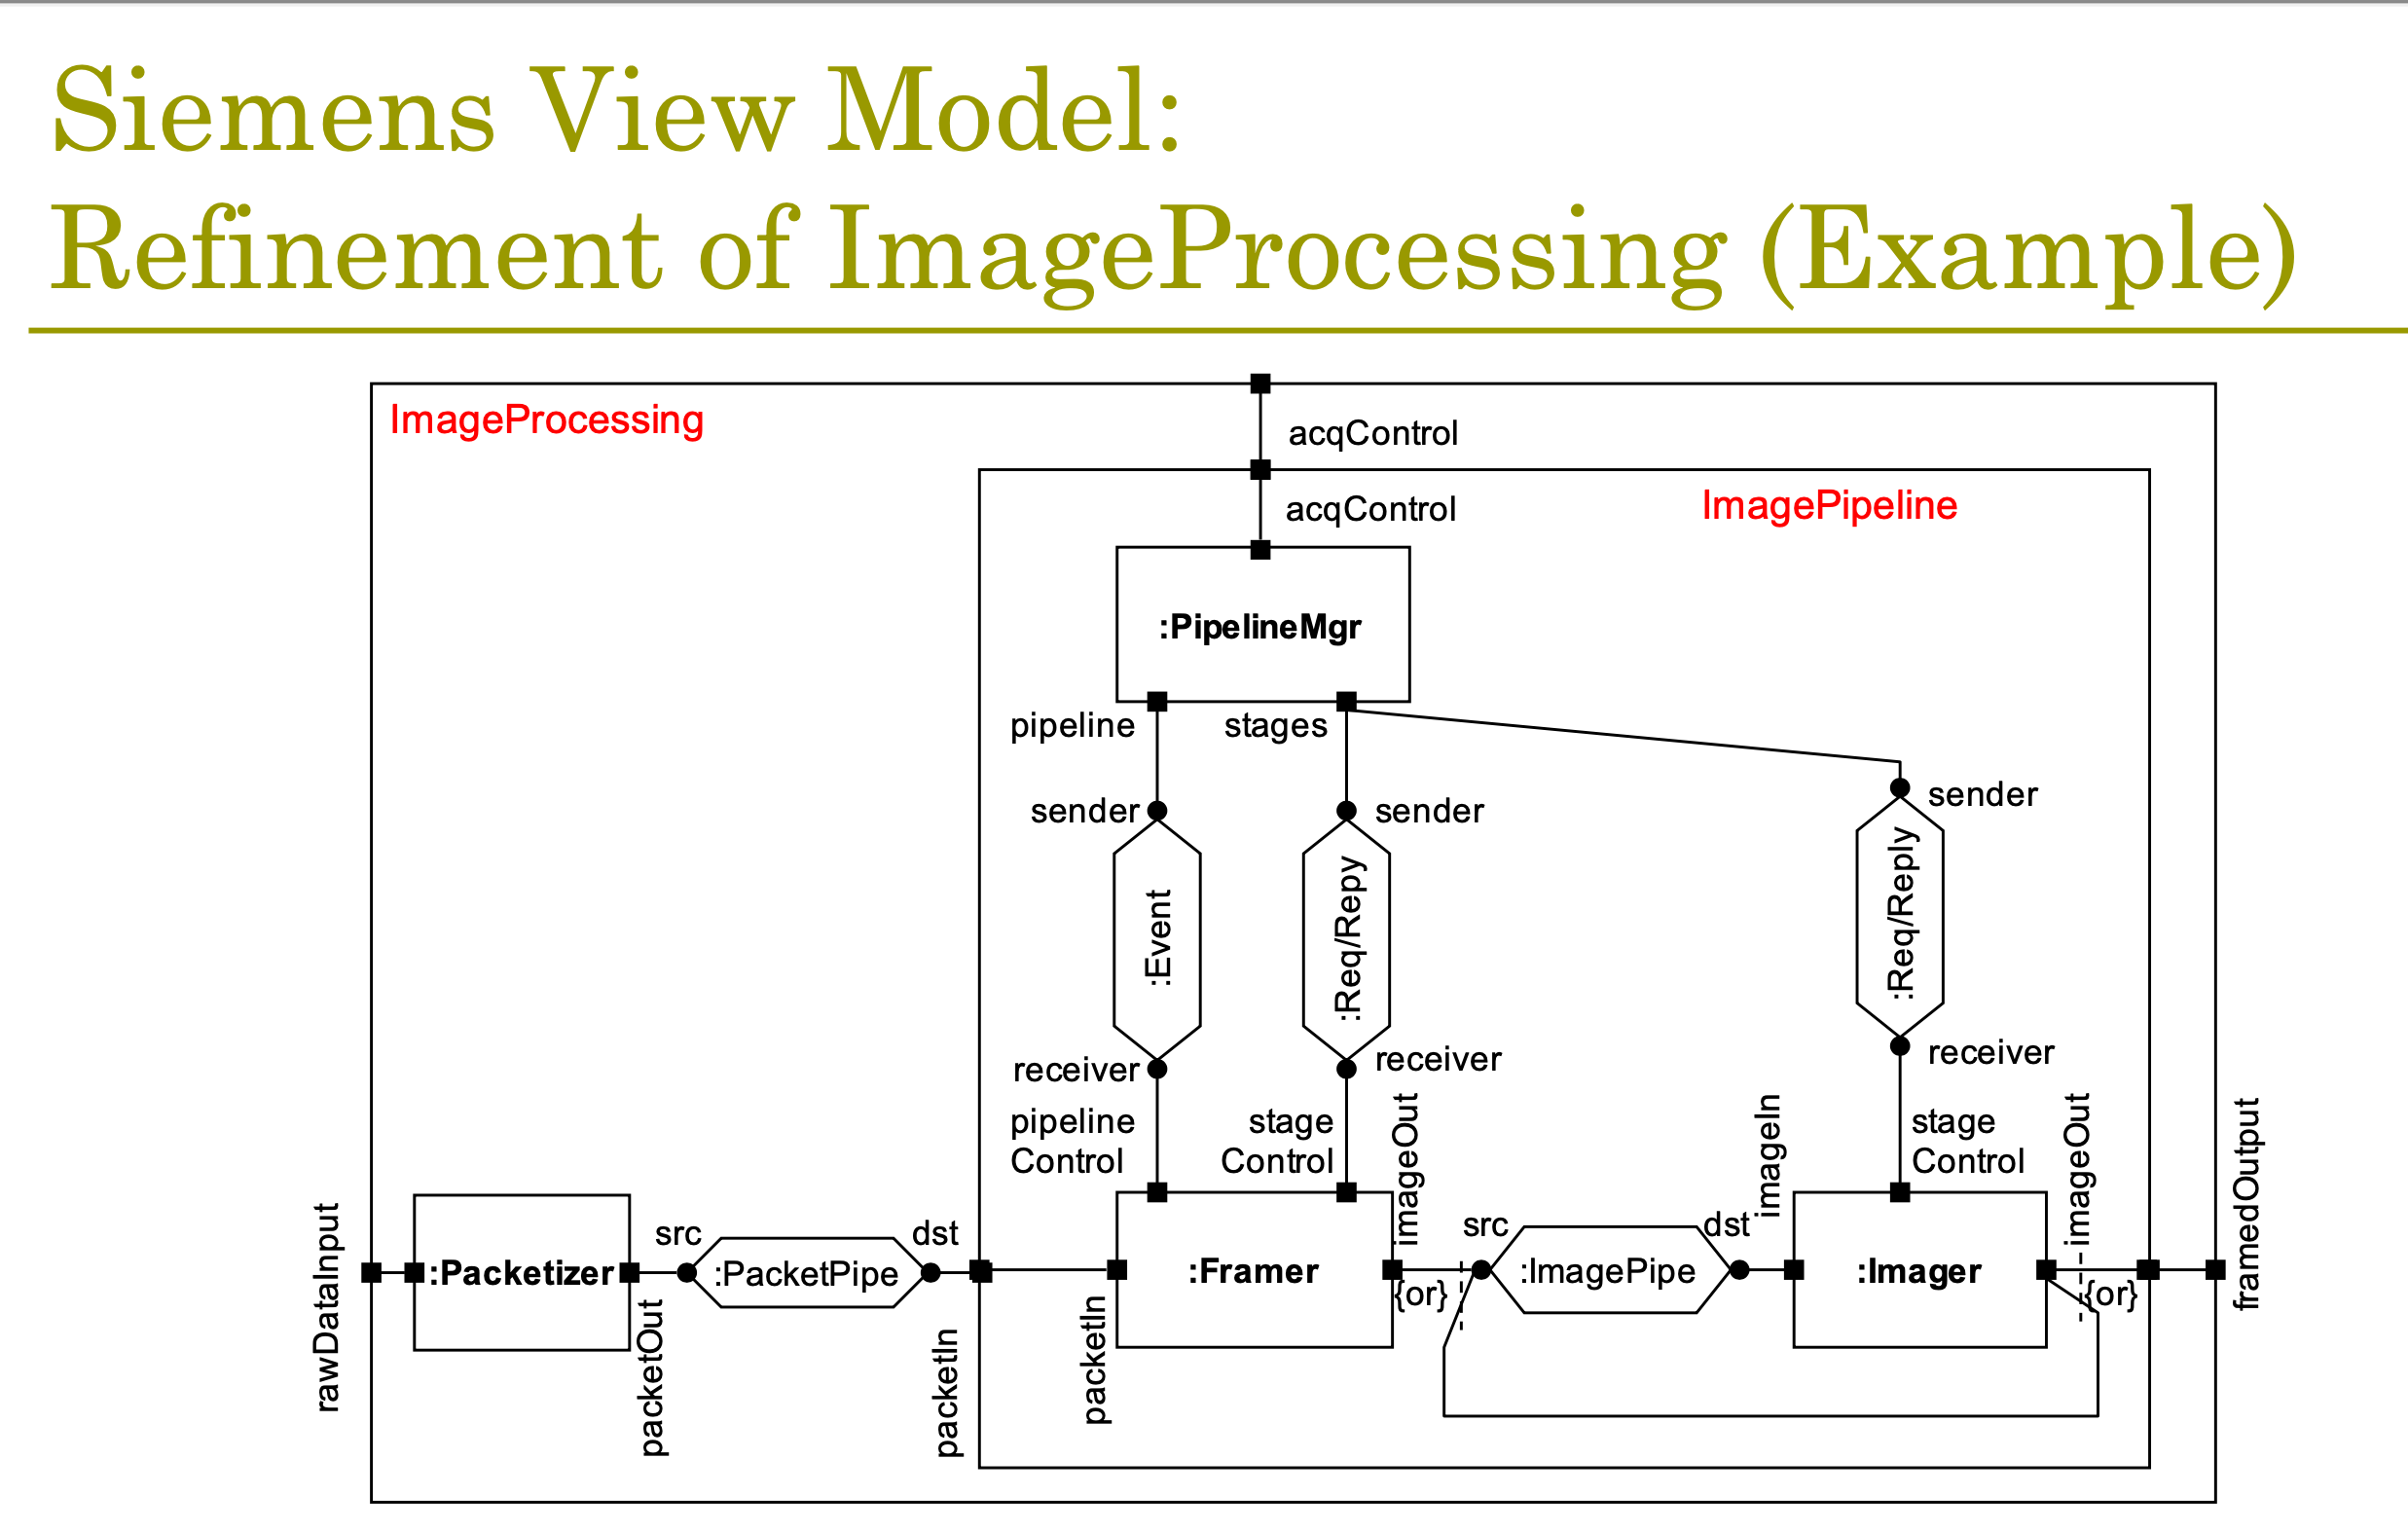 Siemens View Model:
Refinement of ImageProcessing (Example)
ImageProcessing
acqControl
ImagePipeline
acqControl
:PipelineMgr
pipeline
stages
sender
sender
sender
:Event
:Req/Repy
:Req/Reply
receiver
receiver
receiver
pipeline
Control
stage
Control
imageOut
imageIn
stage
Control
imageOut
framedOutput
rawDataInput
:Packetizer
src
:PacketPipe
dst
:Framer
{or}
src
:ImagePipe
dst
:Imager
{or}
packetOut
packetIn
packetIn